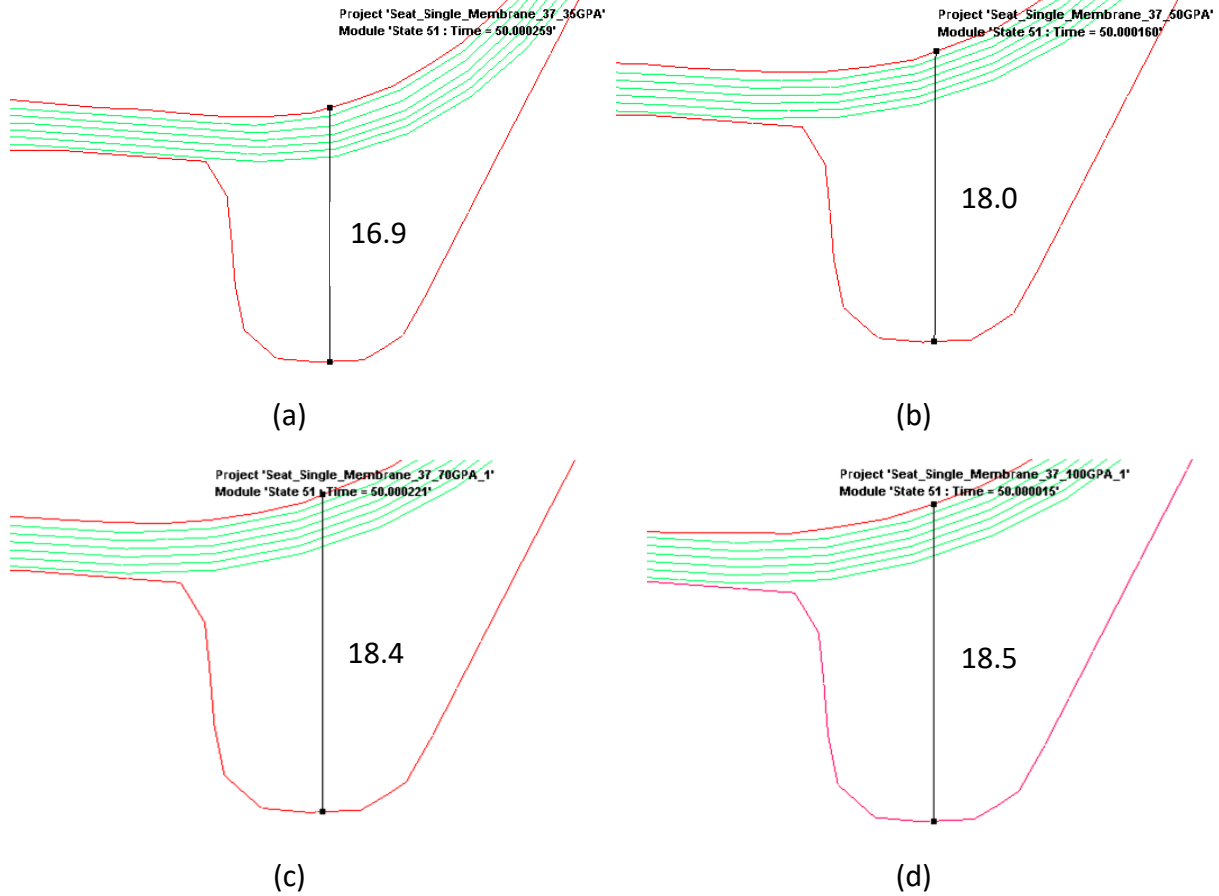 Project 'Seat_Single_Membrane_37_35GPA'
Module 'State 51 : Time = 50.000259'
16.9
(a)
Project 'Seat_Single_Membrane_37_50GPA'
Module 'State 51 : Time = 50.000160'
18.0
(b)
Project 'Seat_Single_Membrane_37_70GPA_1'
Module 'State 51 : Time = 50.000221'
18.4
(c)
Project 'Seat_Single_Membrane_37_100GPA_1'
Module 'State 51 : Time = 50.000015'
18.5
(d)